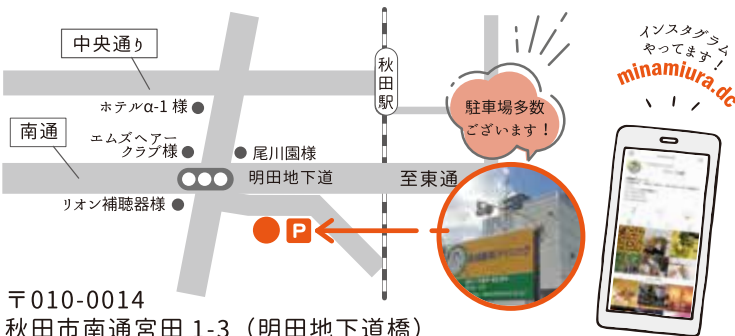 中央通り
秋田駅
インスタグラム
やってます！
minamiura.dc
駐車場多数
ございます！
ホテルα-1 様
南通
エムズヘアー
クラブ様
尾川園様
明田地下道
至東通
リオン補聴器様
P
〒010-0014
秋田市南通宮田 1-3（明田地下道橋）